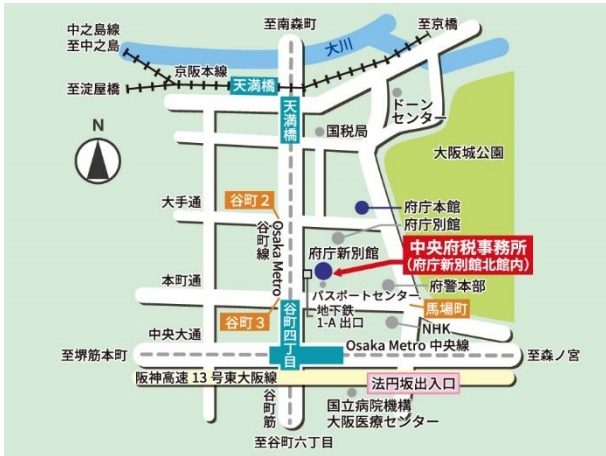 中之島線
至中之島
至南森町
至京橋
大川
京阪本線
至淀屋橋
天満橋
天満橋
国税局
ドーン
センター
N
大阪城公園
大手通
谷町2
Osaka Metro
谷町線
府庁本館
府庁別館
府庁新別館
中央府税事務所
(府庁新別館北館内)
本町通
谷町3
パスポートセンター
地下鉄
1-A 出口
府警本部
馬場町
NHK
中央大通
谷町四丁目
Osaka Metro 中央線
至堺筋本町
至森ノ宮
阪神高速 13 号東大阪線
法円坂出入口
谷町筋
国立病院機構
大阪医療センター
至谷町六丁目